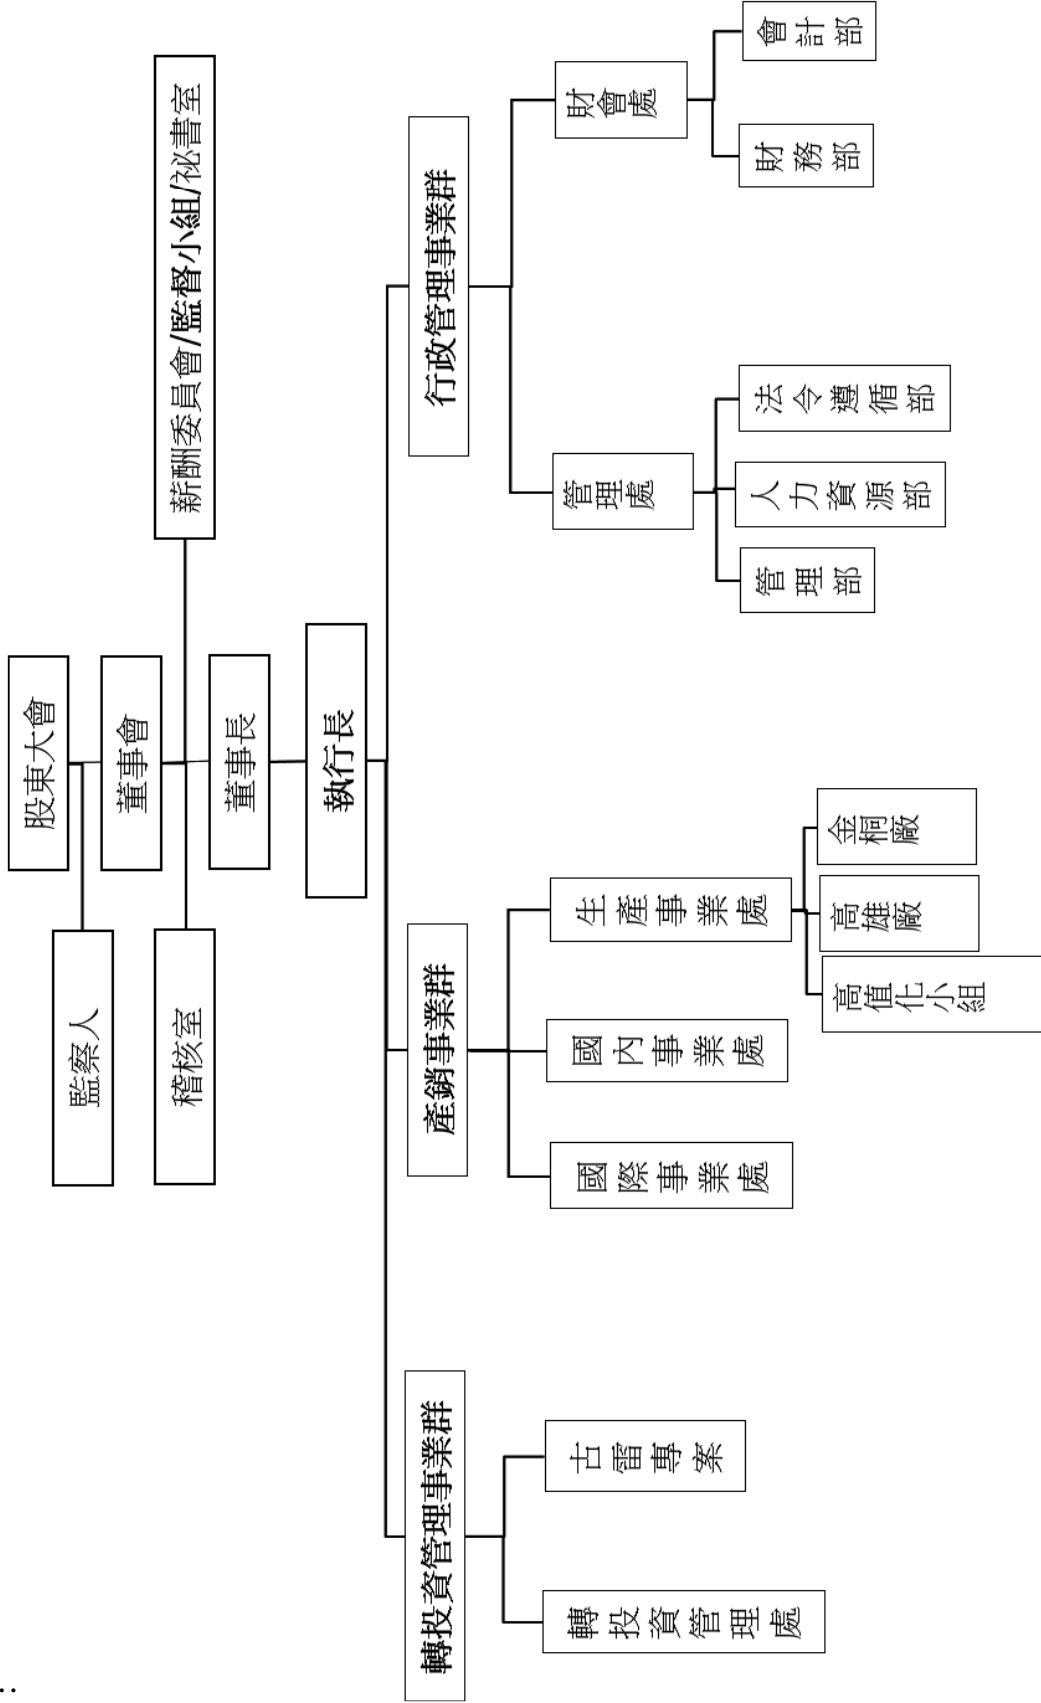 股東大會
監察人
董事會
稽核室
薪酬委員會/監督小組/祕書室
董事長
執行長
轉投資管理事業群
產銷事業群
行政管理事業群
轉投資管理處
古雷專案
國際事業處
國內事業處
生產事業處
管理處
財會處
高值化小組
高雄廠
金桐廠
管理部
人力資源部
法令遵循部
財務部
會計部
: